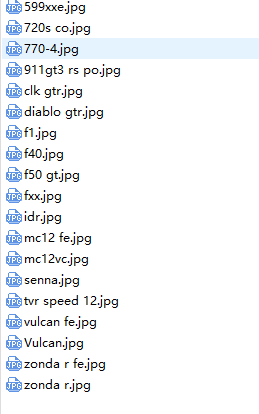 599xxe.jpg
720s co.jpg
770-4.jpg
911gt3 rs po.jpg
clk gtr.jpg
diablo gtr.jpg
f1.jpg
f40.jpg
f50 gt.jpg
fxx.jpg
idr.jpg
mc12 fe.jpg
mc12vc.jpg
senna.jpg
tvr speed 12.jpg
vulcan fe.jpg
Vulcan.jpg
zonda r fe.jpg
zonda r.jpg